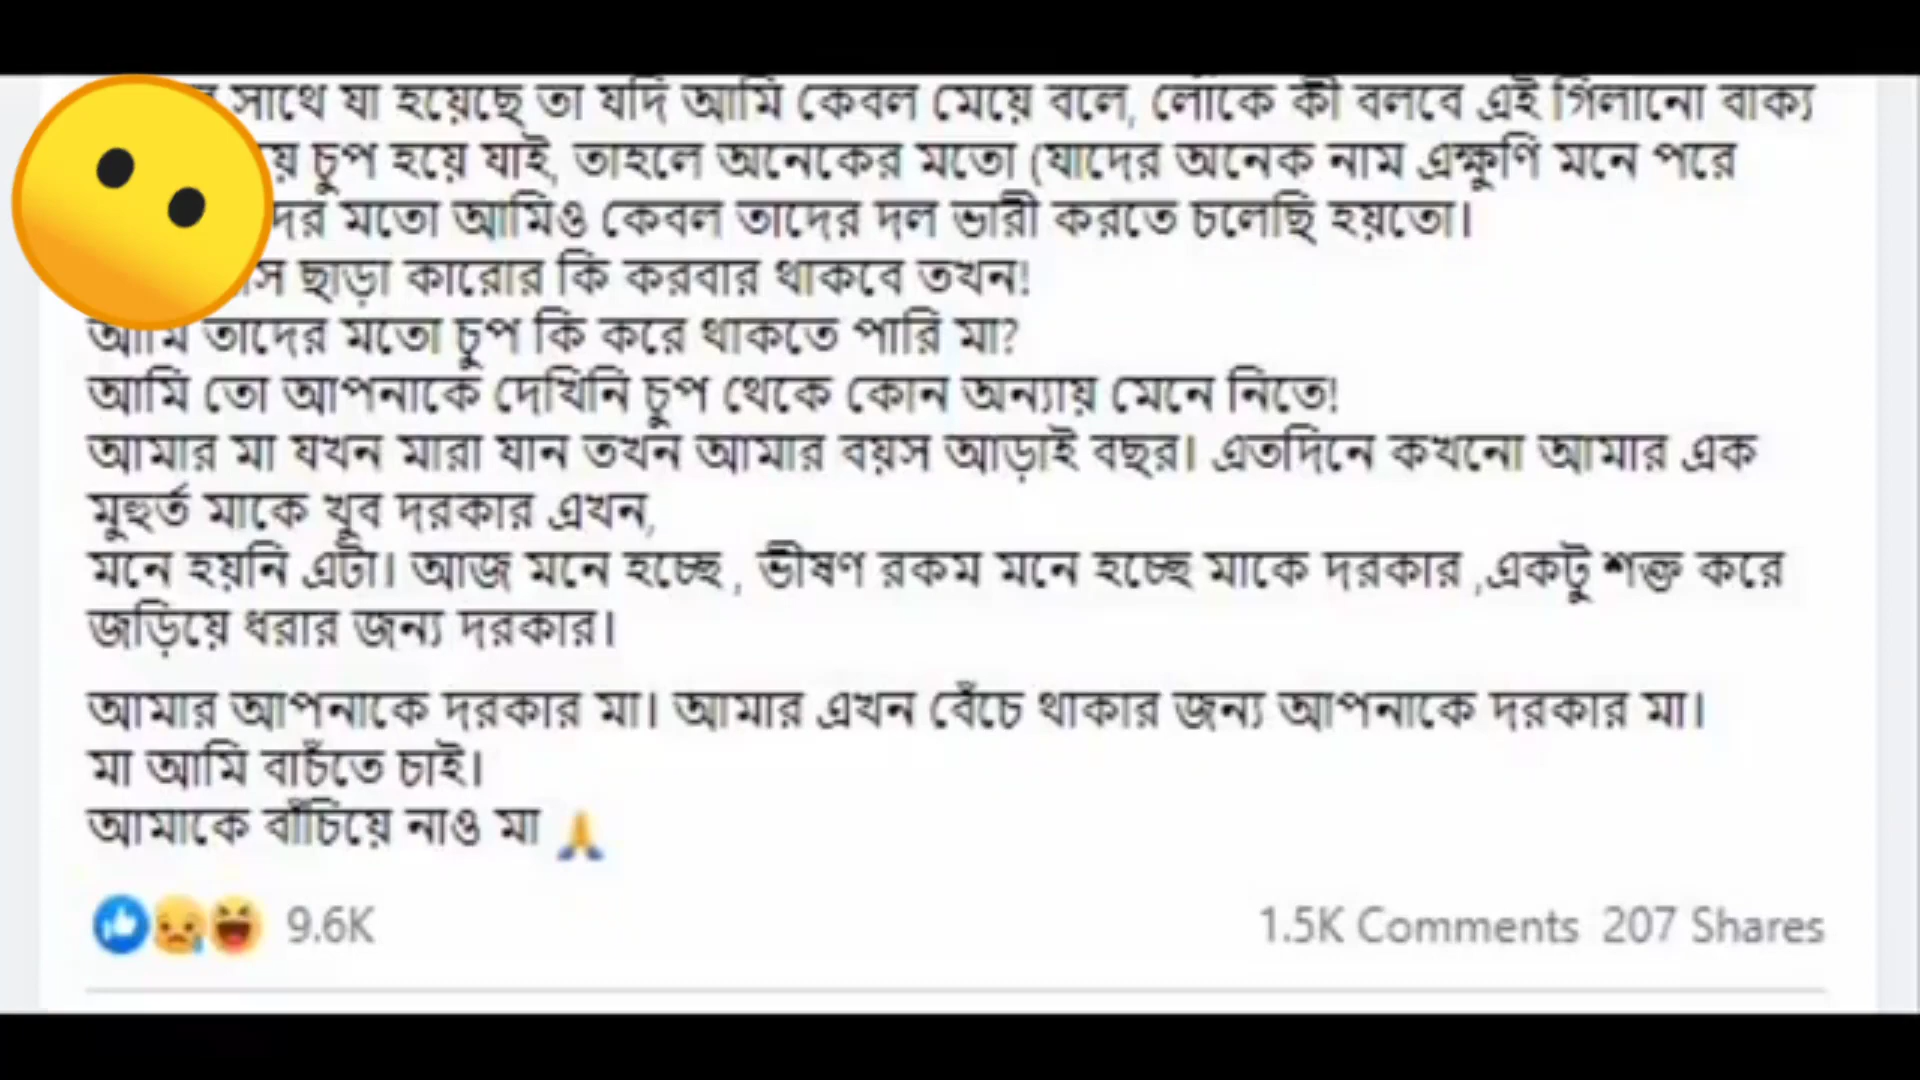 সাথে যা হয়েছে তা যদি আমি কেবল মেয়ে বলে, লোকে কী বলবে এই গিলানো বাক্য
চুপ হয়ে যাই, তাহলে অনেকের মতো (যাদের অনেক নাম এক্ষুণি মনে পরে
মতো আমিও কেবল তাদের দল ভারী করতে চলেছি হয়তো।
ছাড়া কারোর কি করবার থাকবে তখন!
আমি তাদের মতো চুপ কি করে থাকতে পারি মা?
আমি তো আপনাকে দেখিনি চুপ থেকে কোন অন্যায় মেনে নিতে!
আমার মা যখন মারা যান তখন আমার বয়স আড়াই বছর। এতদিনে কখনো আমার এক
মুহুর্ত মাকে খুব দরকার এখন,
মনে হয়নি এটা। আজ মনে হচ্ছে , ভীষণ রকম মনে হচ্ছে মাকে দরকার ,একটু শক্ত করে
জড়িয়ে ধরার জন্য দরকার।
আমার আপনাকে দরকার মা। আমার এখন বেঁচে থাকার জন্য আপনাকে দরকার মা।
মা আমি বাচঁতে চাই।
আমাকে বাঁচিয়ে নাও মা 🙏
9.6K 1.5K Comments 207 Shares